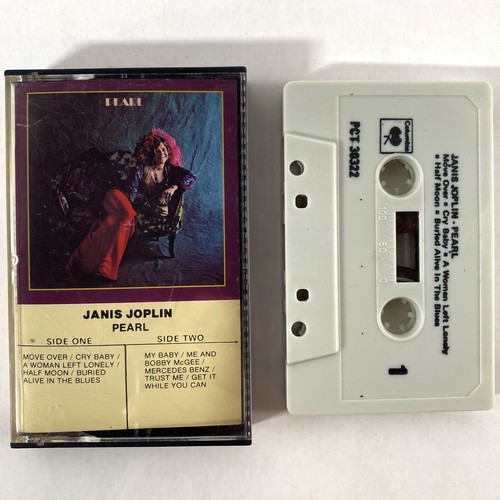 PEARL
JANIS JOPLIN
PEARL
SIDE ONE
MOVE OVER / CRY BABY /
A WOMAN LEFT LONELY /
HALF MOON / BURIED
ALIVE IN THE BLUES
SIDE TWO
MY BABY / ME AND
BOBBY McGEE /
MERCEDES BENZ /
TRUST ME / GET IT
WHILE YOU CAN
Columbia
PCT 30322
JANIS JOPLIN - PEARL
Move Over ■ Cry Baby ■ A Woman Left Lonely
■ Half Moon ■ Buried Alive In The Blues
100 50 0
1